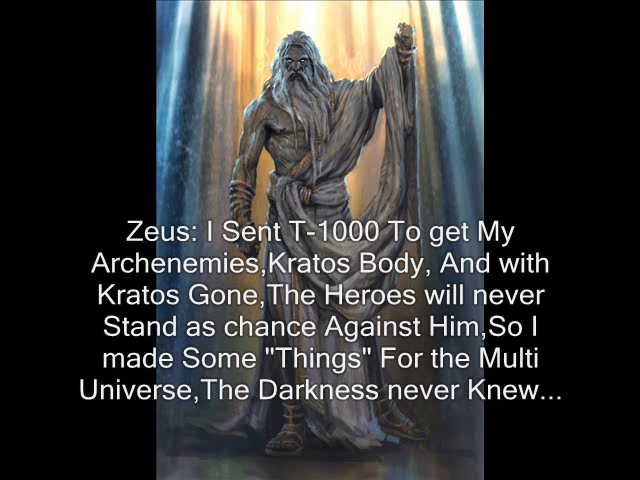 Zeus: I Sent T-1000 To get My
Archenemies,Kratos Body, And with
Kratos Gone,The Heroes will never
Stand as chance Against Him,So I
made Some "Things" For the Multi
Universe,The Darkness never Knew...